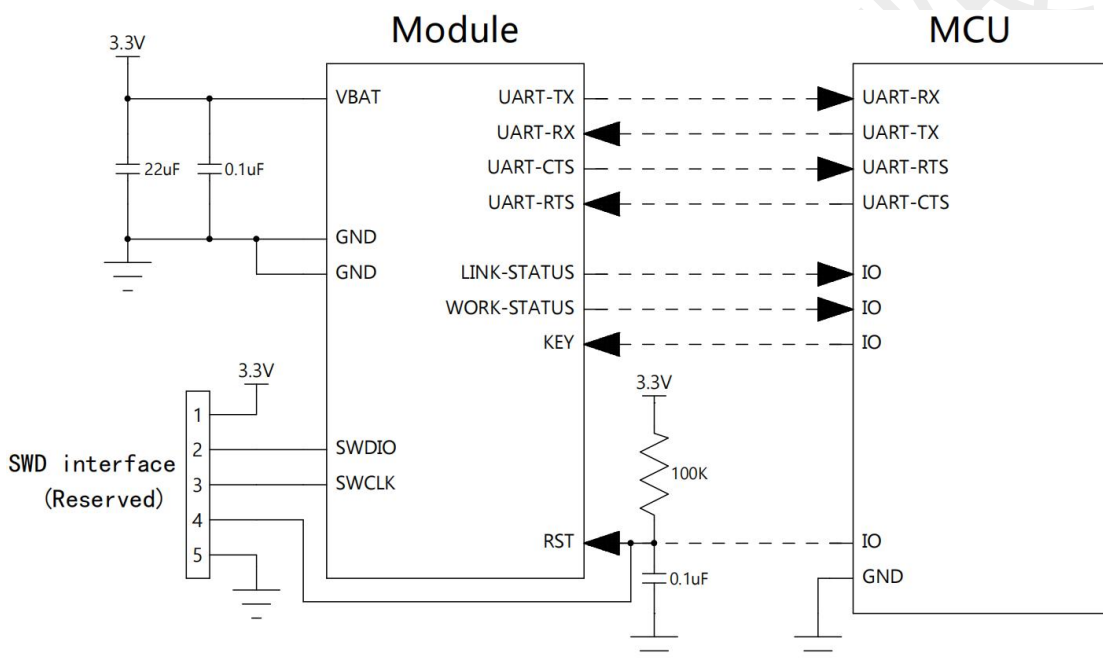 Module
MCU
3.3V
VBAT
UART-TX
UART-RX
UART-RX
UART-TX
22uF
0.1uF
UART-CTS
UART-RTS
UART-RTS
UART-CTS
GND
GND
LINK-STATUS
IO
WORK-STATUS
IO
KEY
IO
3.3V
3.3V
1
2
3
4
5
SWD interface
(Reserved)
SWDIO
SWCLK
100K
RST
IO
0.1uF
GND